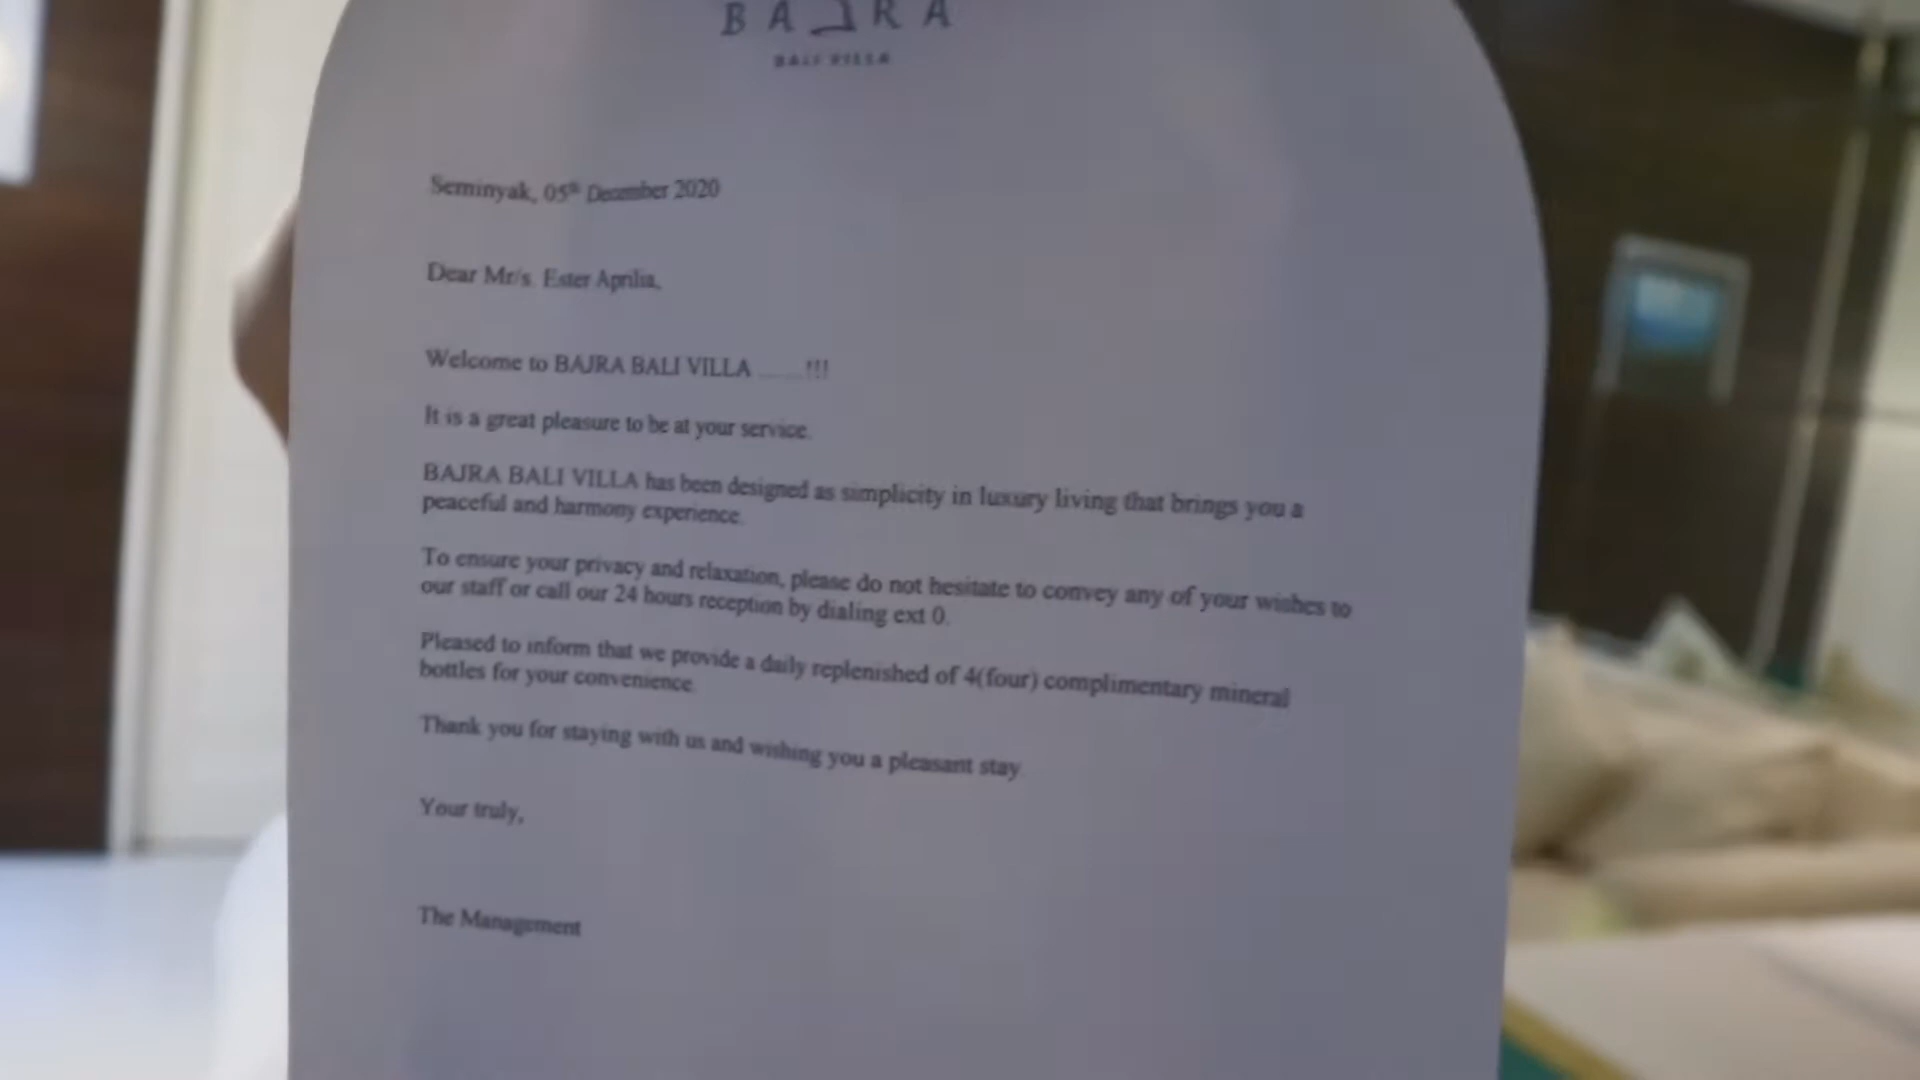 BAJRA
BALI VILLA
Seminyak, 05th December 2020
Dear Mr/s. Ester Aprilia,
Welcome to BAJRA BALI VILLA ........!!!
It is a great pleasure to be at your service.
BAJRA BALI VILLA has been designed as simplicity in luxury living that brings you a
peaceful and harmony experience.
To ensure your privacy and relaxation, please do not hesitate to convey any of your wishes to
our staff or call our 24 hours reception by dialing ext 0.
Pleased to inform that we provide a daily replenished of 4(four) complimentary mineral
bottles for your convenience.
Thank you for staying with us and wishing you a pleasant stay.
Your truly,
The Management